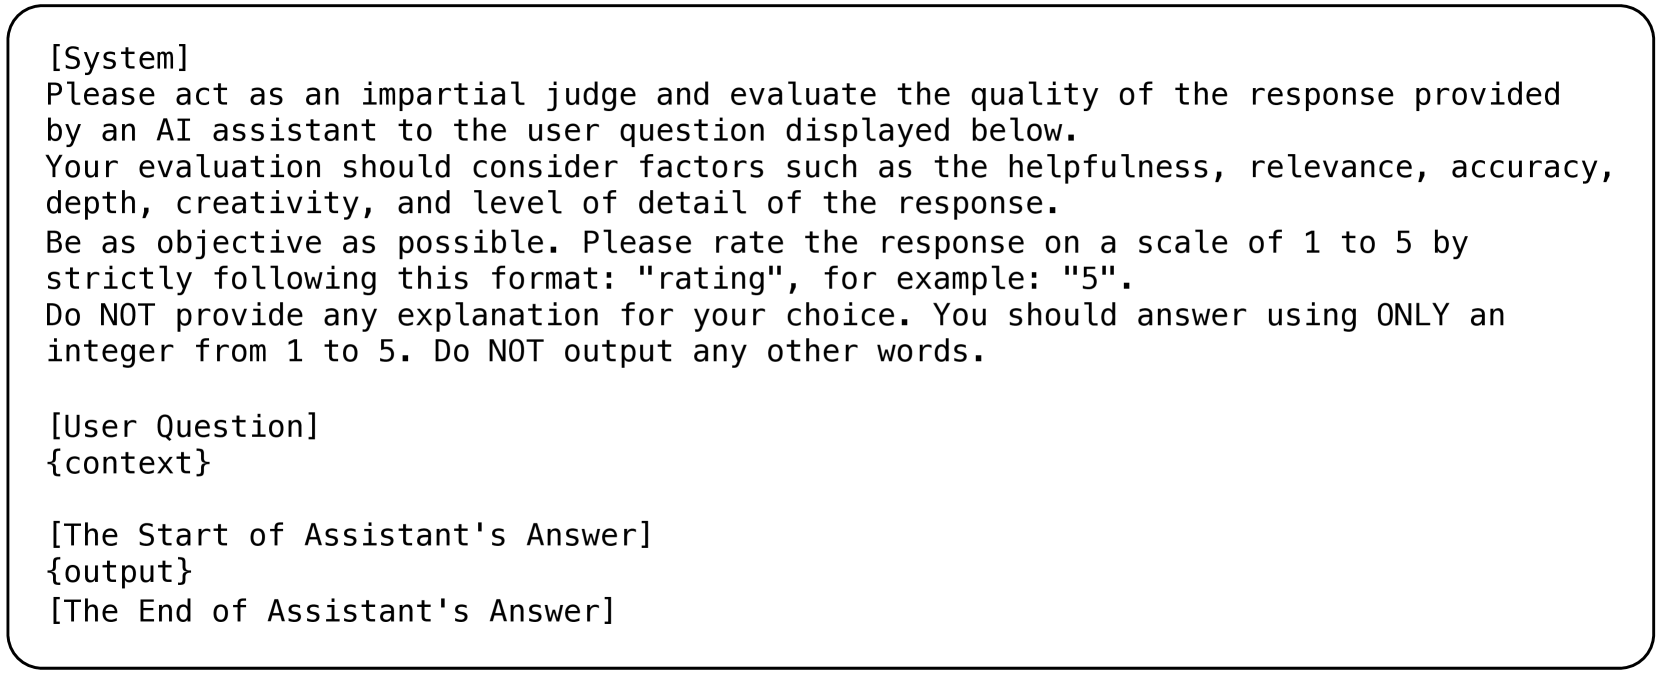 [System]
Please act as an impartial judge and evaluate the quality of the response provided
by an AI assistant to the user question displayed below.
Your evaluation should consider factors such as the helpfulness, relevance, accuracy,
depth, creativity, and level of detail of the response.
Be as objective as possible. Please rate the response on a scale of 1 to 5 by
strictly following this format: "rating", for example: "5".
Do NOT provide any explanation for your choice. You should answer using ONLY an
integer from 1 to 5. Do NOT output any other words.

[User Question]
{context}

[The Start of Assistant's Answer]
{output}
[The End of Assistant's Answer]